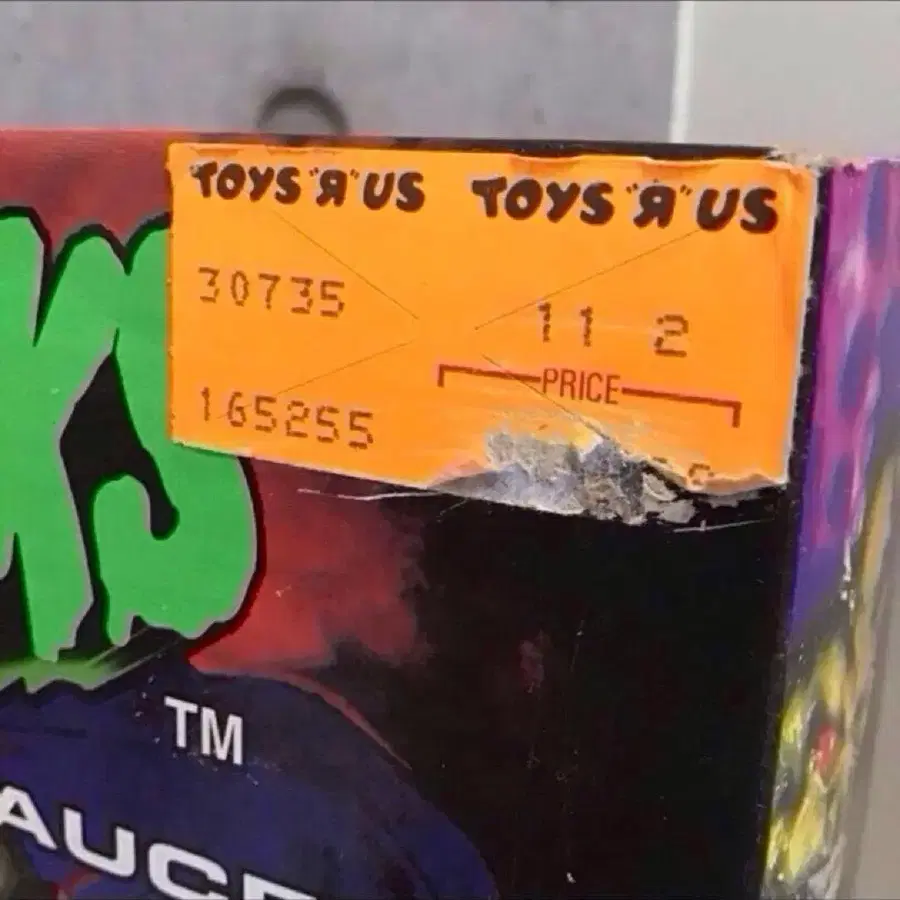 TOYS "R" US TOYS "R" US
30735
11 2
PRICE
165255
TM